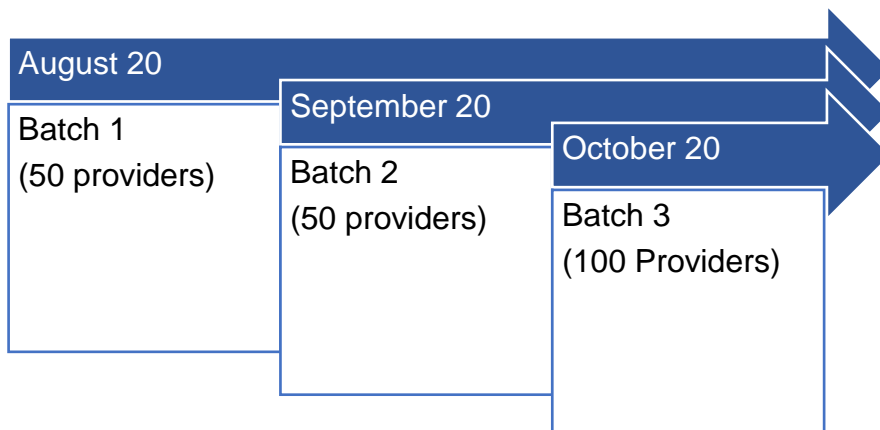 August 20
Batch 1
(50 providers)
September 20
Batch 2
(50 providers)
October 20
Batch 3
(100 Providers)